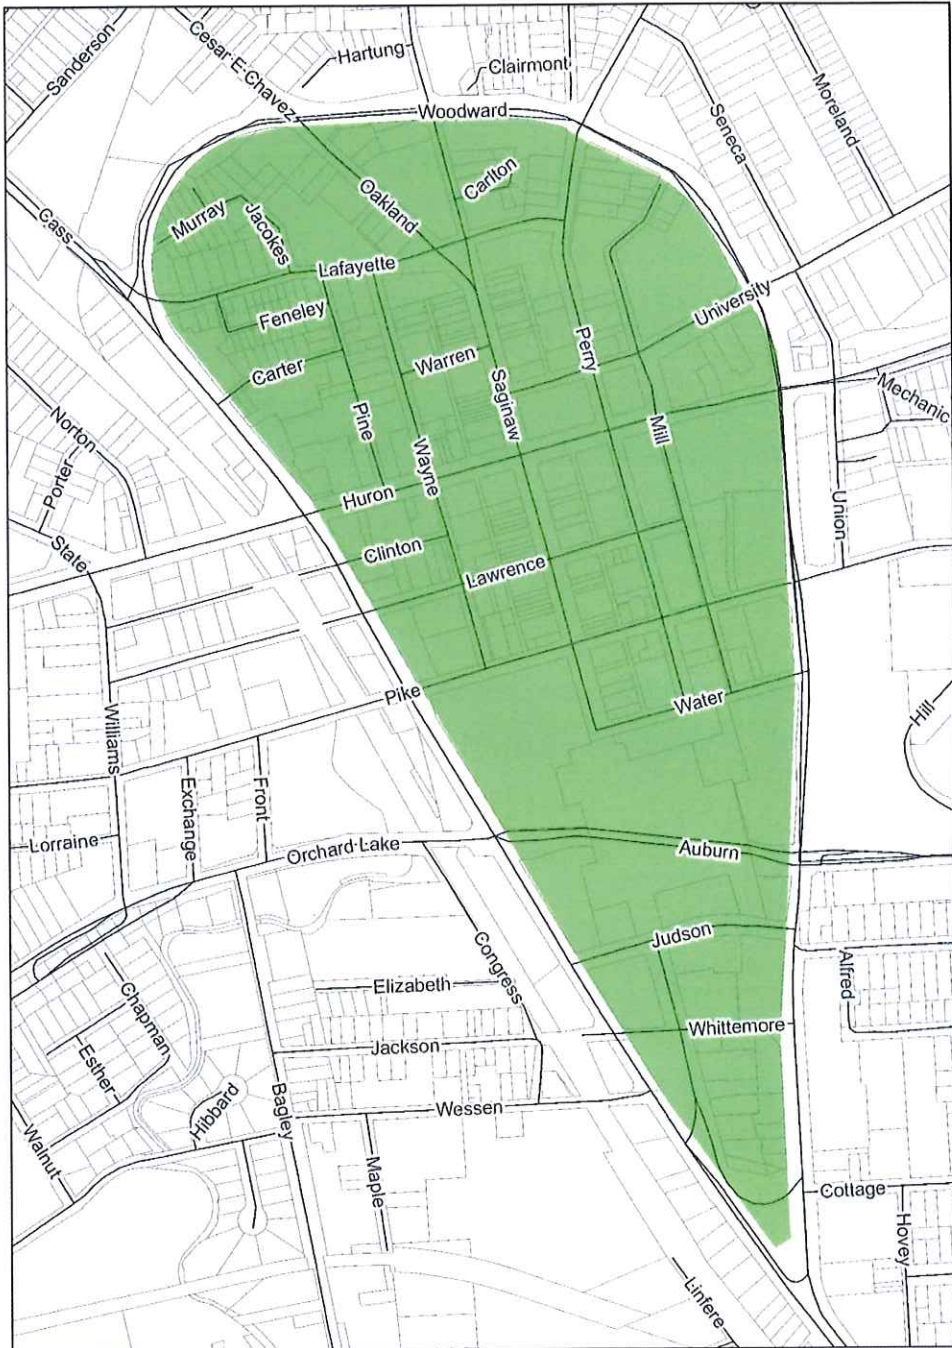 Sanderson
Cesar E Chavez
Hartung
Clairmont
Woodward
Seneca
Moreland
Cass
Murray
Jacokes
Oakland
Carlton
Lafayette
Feneley
University
Carter
Warren
Perry
Saginaw
Pine
Wayne
Mill
Mechanic
Norton
Porter
Huron
Union
State
Clinton
Lawrence
Pike
Water
Williams
Hill
Exchange
Front
Lorraine
Orchard Lake
Auburn
Judson
Congress
Alfred
Elizabeth
Chapman
Whittemore
Jackson
Esther
Hibbard
Bagley
Wessen
Walnut
Maple
Cottage
Hovey
Linfere